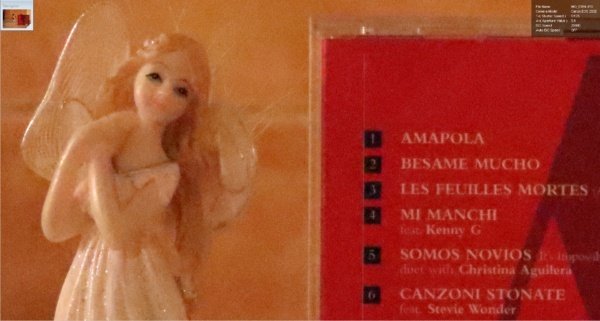 1 AMAPOLA
2 BESAME MUCHO
3 LES FEUILLES MORTES
4 MI MANCHI
feat. Kenny G
5 SOMOS NOVIOS
duet with Christina Aguilera
6 CANZONI STONATE
feat. Stevie Wonder